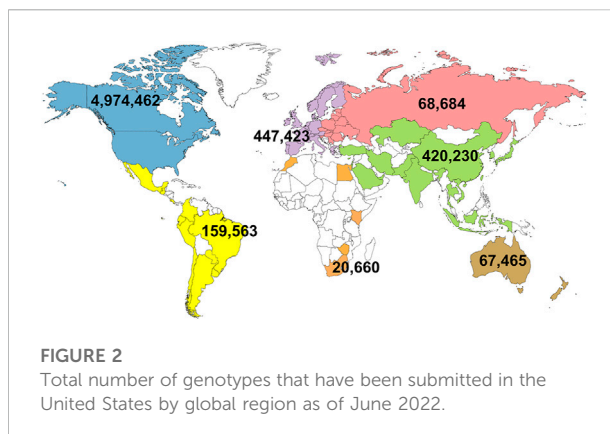 4,974,462
68,684
447,423
420,230
159,563
20,660
67,465
FIGURE 2
Total number of genotypes that have been submitted in the
United States by global region as of June 2022.